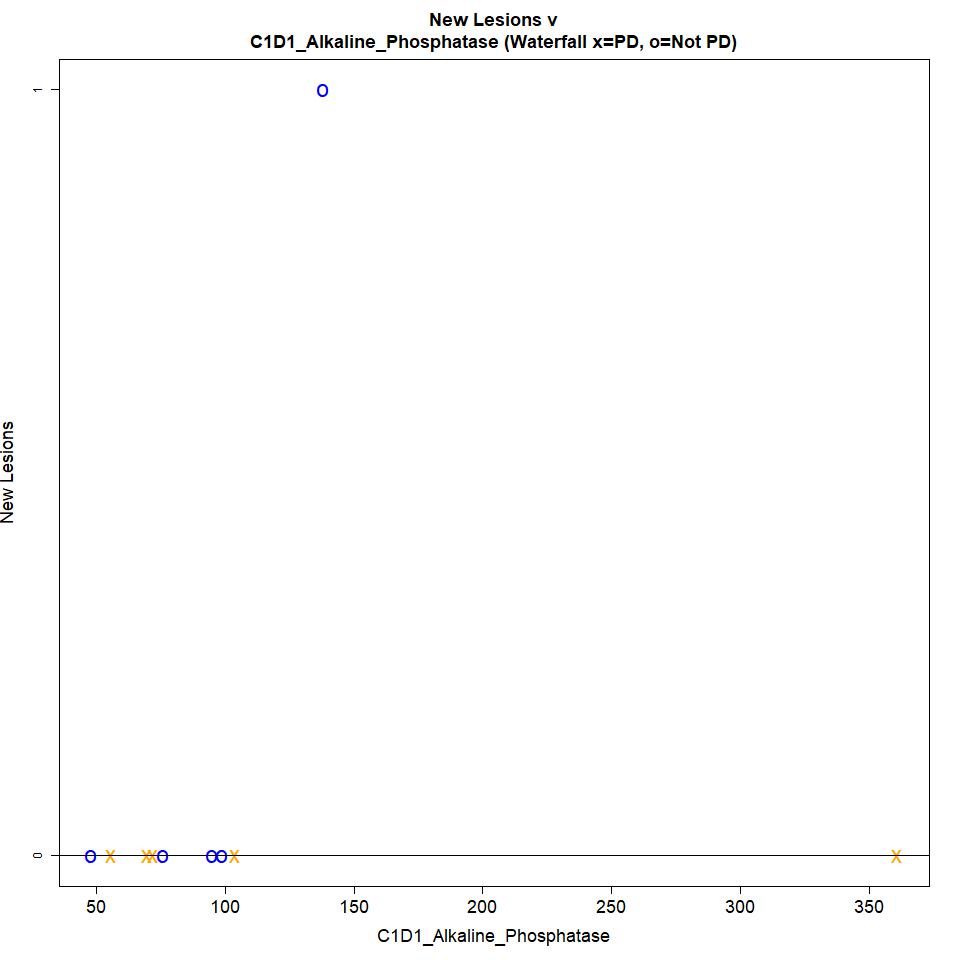 New Lesions v
C1D1_Alkaline_Phosphatase (Waterfall x=PD, o=Not PD)
1
New Lesions
0
50 100 150 200 250 300 350
C1D1_Alkaline_Phosphatase